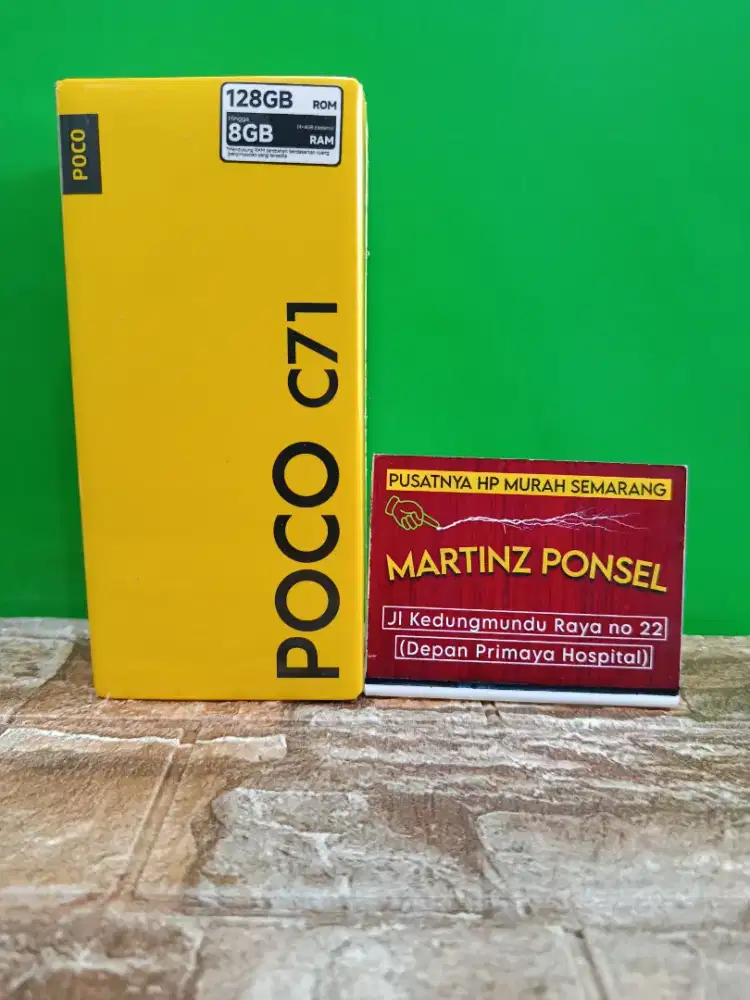 POCO
128GB ROM
Hingga
8GB RAM
POCO C71
PUSATNYA HP MURAH SEMARANG
MARTINZ PONSEL
Jl Kedungmundu Raya no 22
(Depan Primaya Hospital)